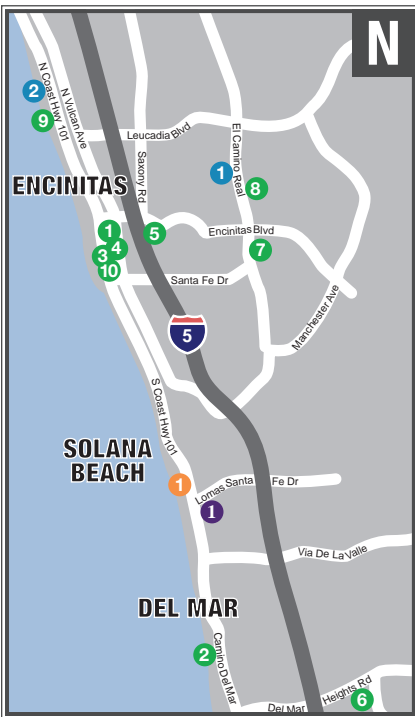 N
N Coast Hwy 101
N Vulcan Ave
2
9
Leucadia Blvd
Saxony Rd
El Camino Real
1
8
ENCINITAS
1
5
Encinitas Blvd
4
3
7
10
Santa Fe Dr
Manchester Ave
5
S Coast Hwy101
SOLANA
BEACH
1
Lomas Santa Fe Dr
1
Via De La Valle
DEL MAR
2
Camino Del Mar
Del Mar Heights Rd
6